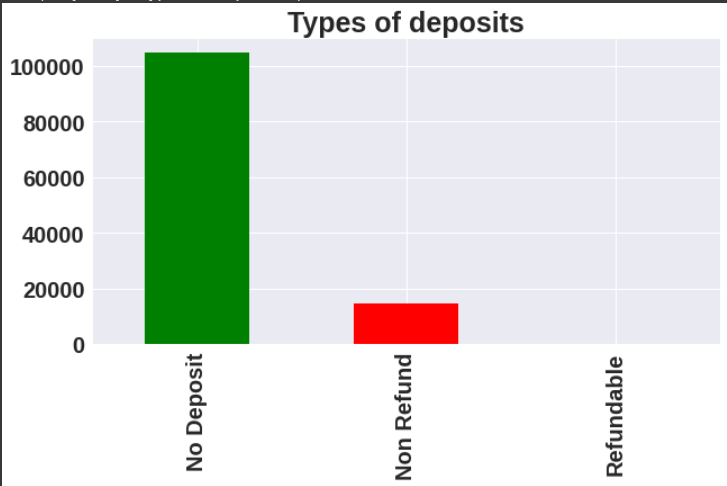 Types of deposits
100000
80000
60000
40000
20000
0
No Deposit
Non Refund
Refundable